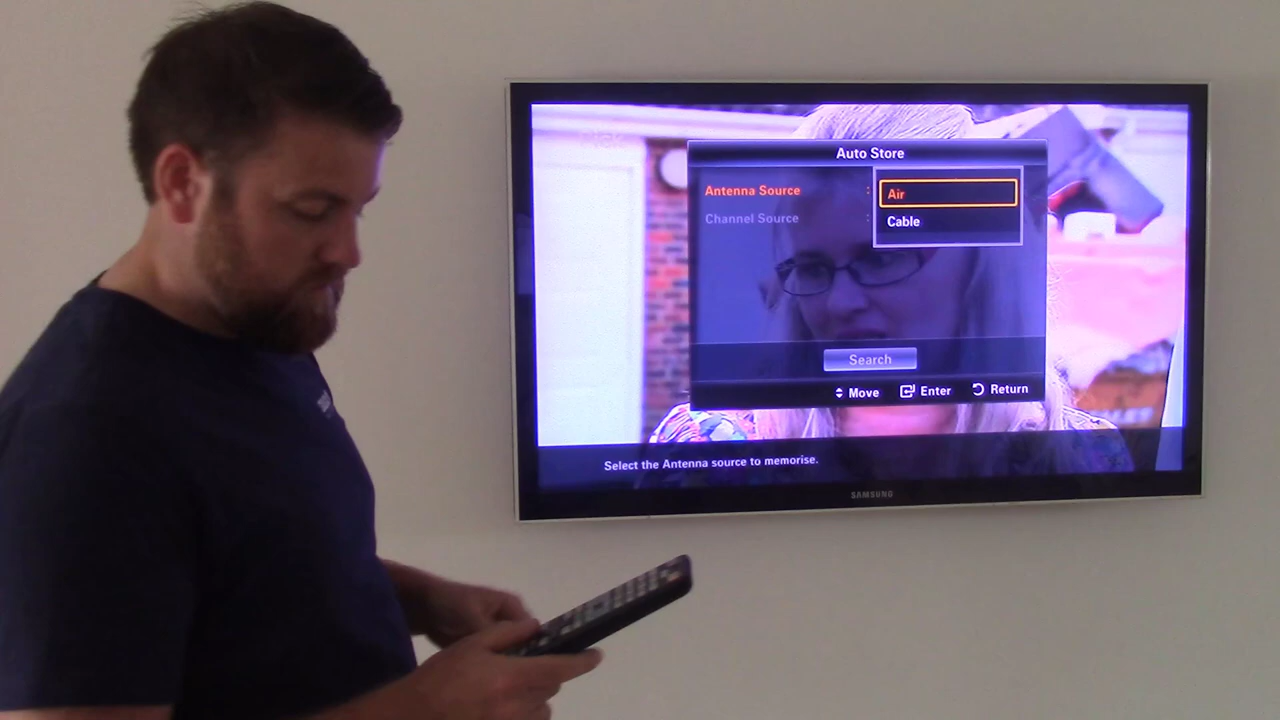 Auto Store
Antenna Source : Air
Channel Source : Cable
Search
Move Enter Return
Select the Antenna source to memorise.
SAMSUNG